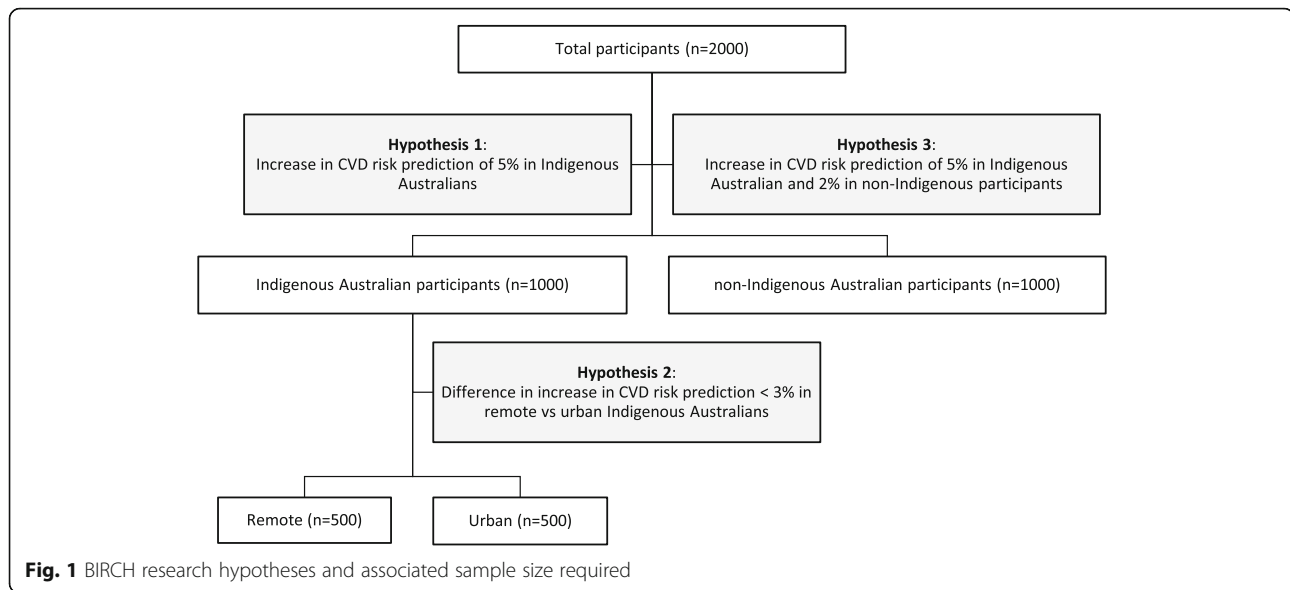 Total participants (n=2000)
Hypothesis 1:
Increase in CVD risk prediction of 5% in Indigenous
Australians
Hypothesis 3:
Increase in CVD risk prediction of 5% in Indigenous
Australian and 2% in non-Indigenous participants
Indigenous Australian participants (n=1000)
non-Indigenous Australian participants (n=1000)
Hypothesis 2:
Difference in increase in CVD risk prediction < 3% in
remote vs urban Indigenous Australians
Remote (n=500)
Urban (n=500)
Fig. 1 BIRCH research hypotheses and associated sample size required